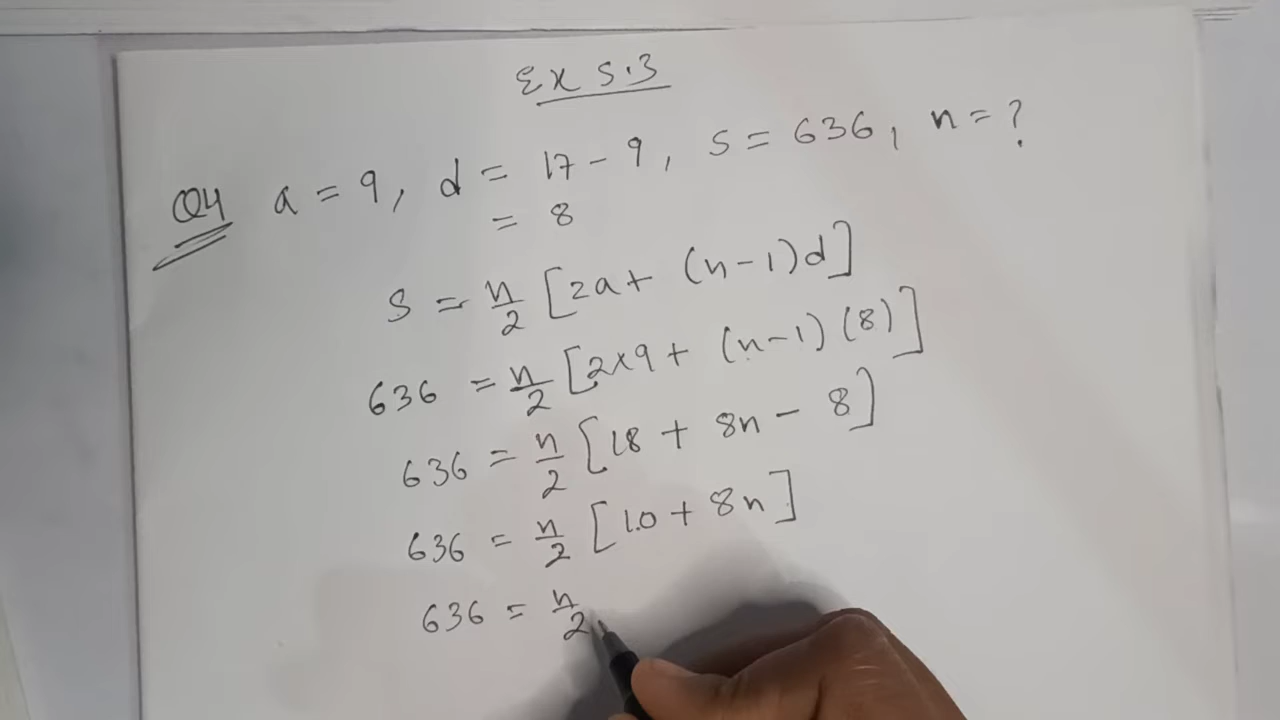 Ex 5.3
Q4 a = 9, d = 17 - 9, S = 636, n = ?
= 8
S = n/2 [2a + (n-1)d]
636 = n/2 [2×9 + (n-1) (8)]
636 = n/2 [18 + 8n - 8]
636 = n/2 [10 + 8n]
636 = n/2